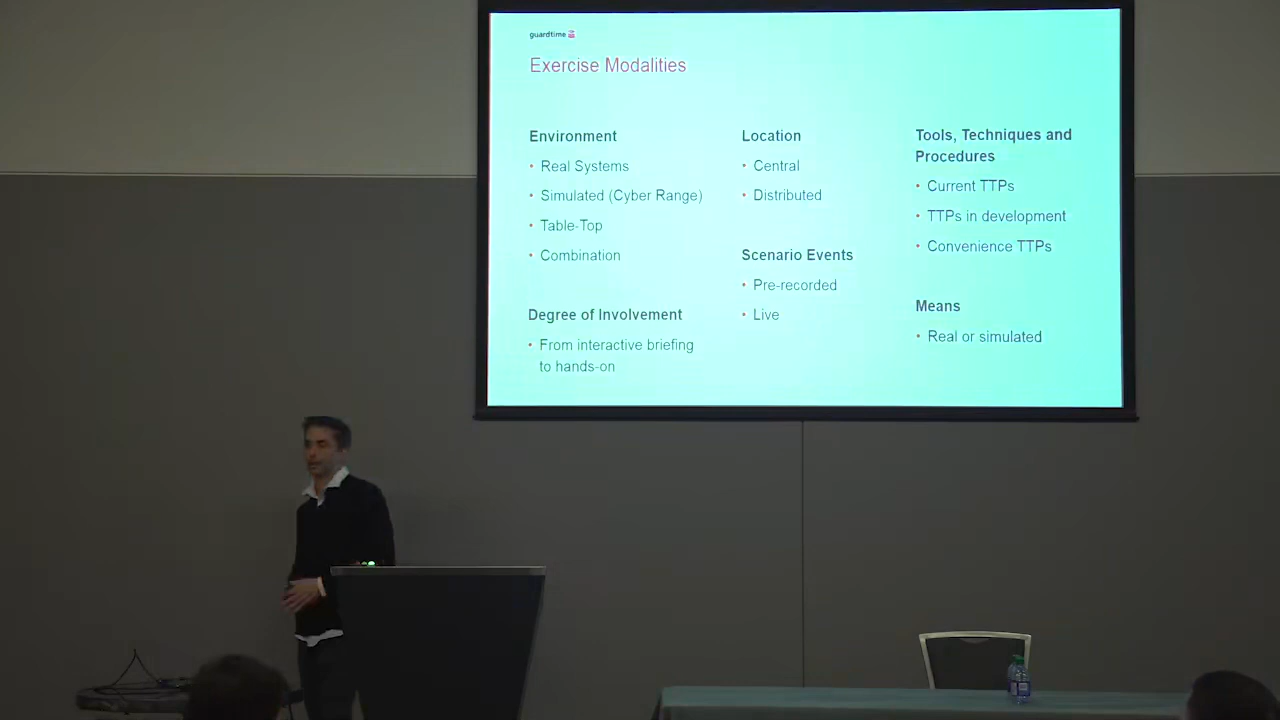 guardtime
Exercise Modalities
Environment
• Real Systems
• Simulated (Cyber Range)
• Table-Top
• Combination
Degree of Involvement
• From interactive briefing
to hands-on
Location
• Central
• Distributed
Scenario Events
• Pre-recorded
• Live
Tools, Techniques and
Procedures
• Current TTPs
• TTPs in development
• Convenience TTPs
Means
• Real or simulated